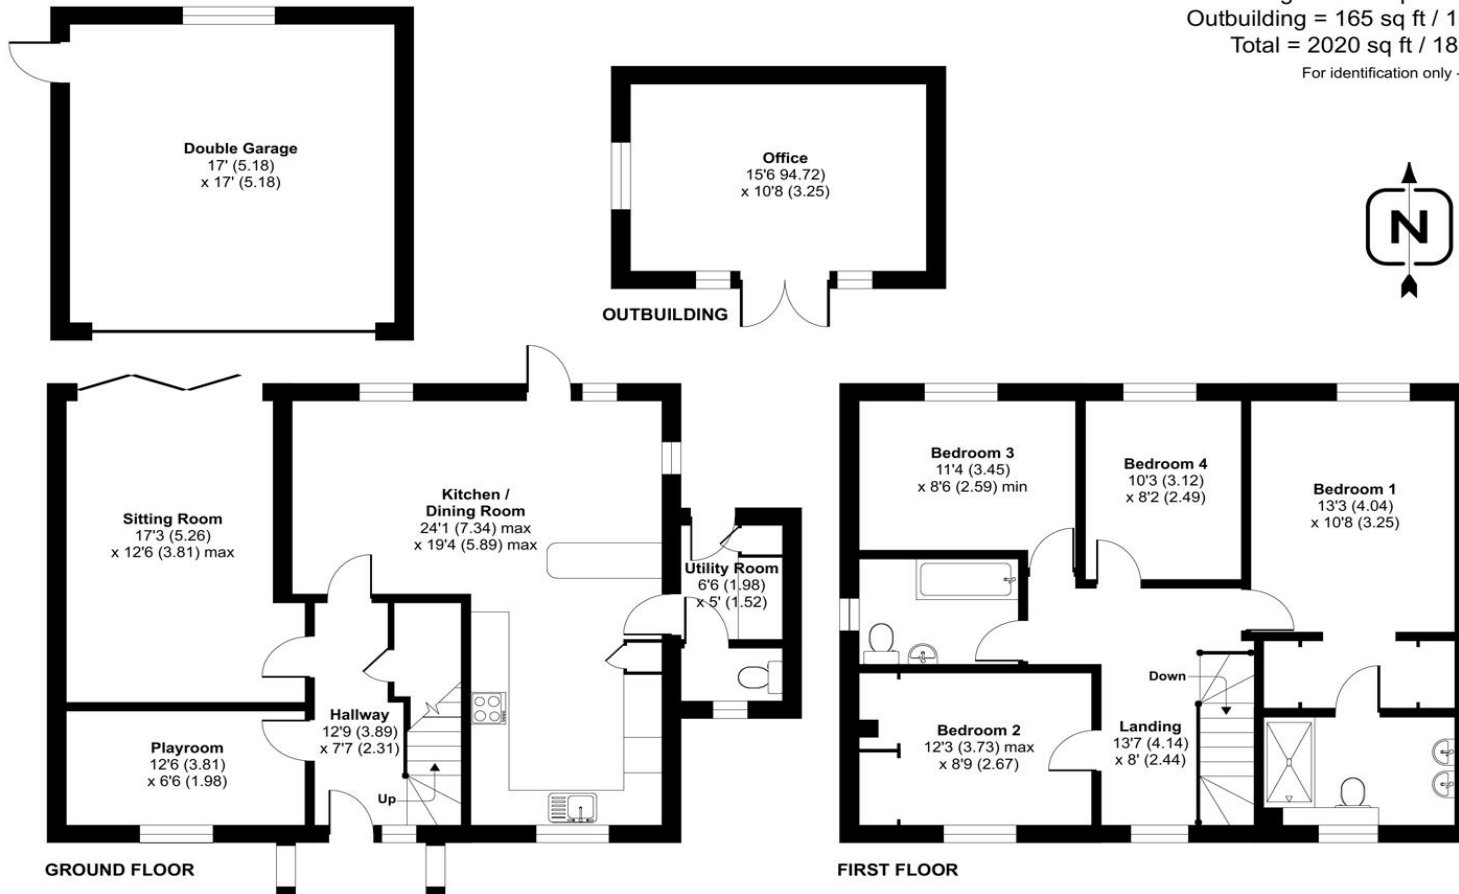 Outbuilding = 165 sq ft / 1
Total = 2020 sq ft / 18
For identification only -
Double Garage
17' (5.18)
x 17' (5.18)
Office
15'6 94.72)
x 10'8 (3.25)
N
OUTBUILDING
Sitting Room
17'3 (5.26)
x 12'6 (3.81) max
Kitchen /
Dining Room
24'1 (7.34) max
x 19'4 (5.89) max
Utility Room
6'6 (1.98)
x 5' (1.52)
Playroom
12'6 (3.81)
x 6'6 (1.98)
Hallway
12'9 (3.89)
x 7'7 (2.31)
Up
GROUND FLOOR
Bedroom 3
11'4 (3.45)
x 8'6 (2.59) min
Bedroom 4
10'3 (3.12)
x 8'2 (2.49)
Bedroom 1
13'3 (4.04)
x 10'8 (3.25)
Down
Bedroom 2
12'3 (3.73) max
x 8'9 (2.67)
Landing
13'7 (4.14)
x 8' (2.44)
FIRST FLOOR